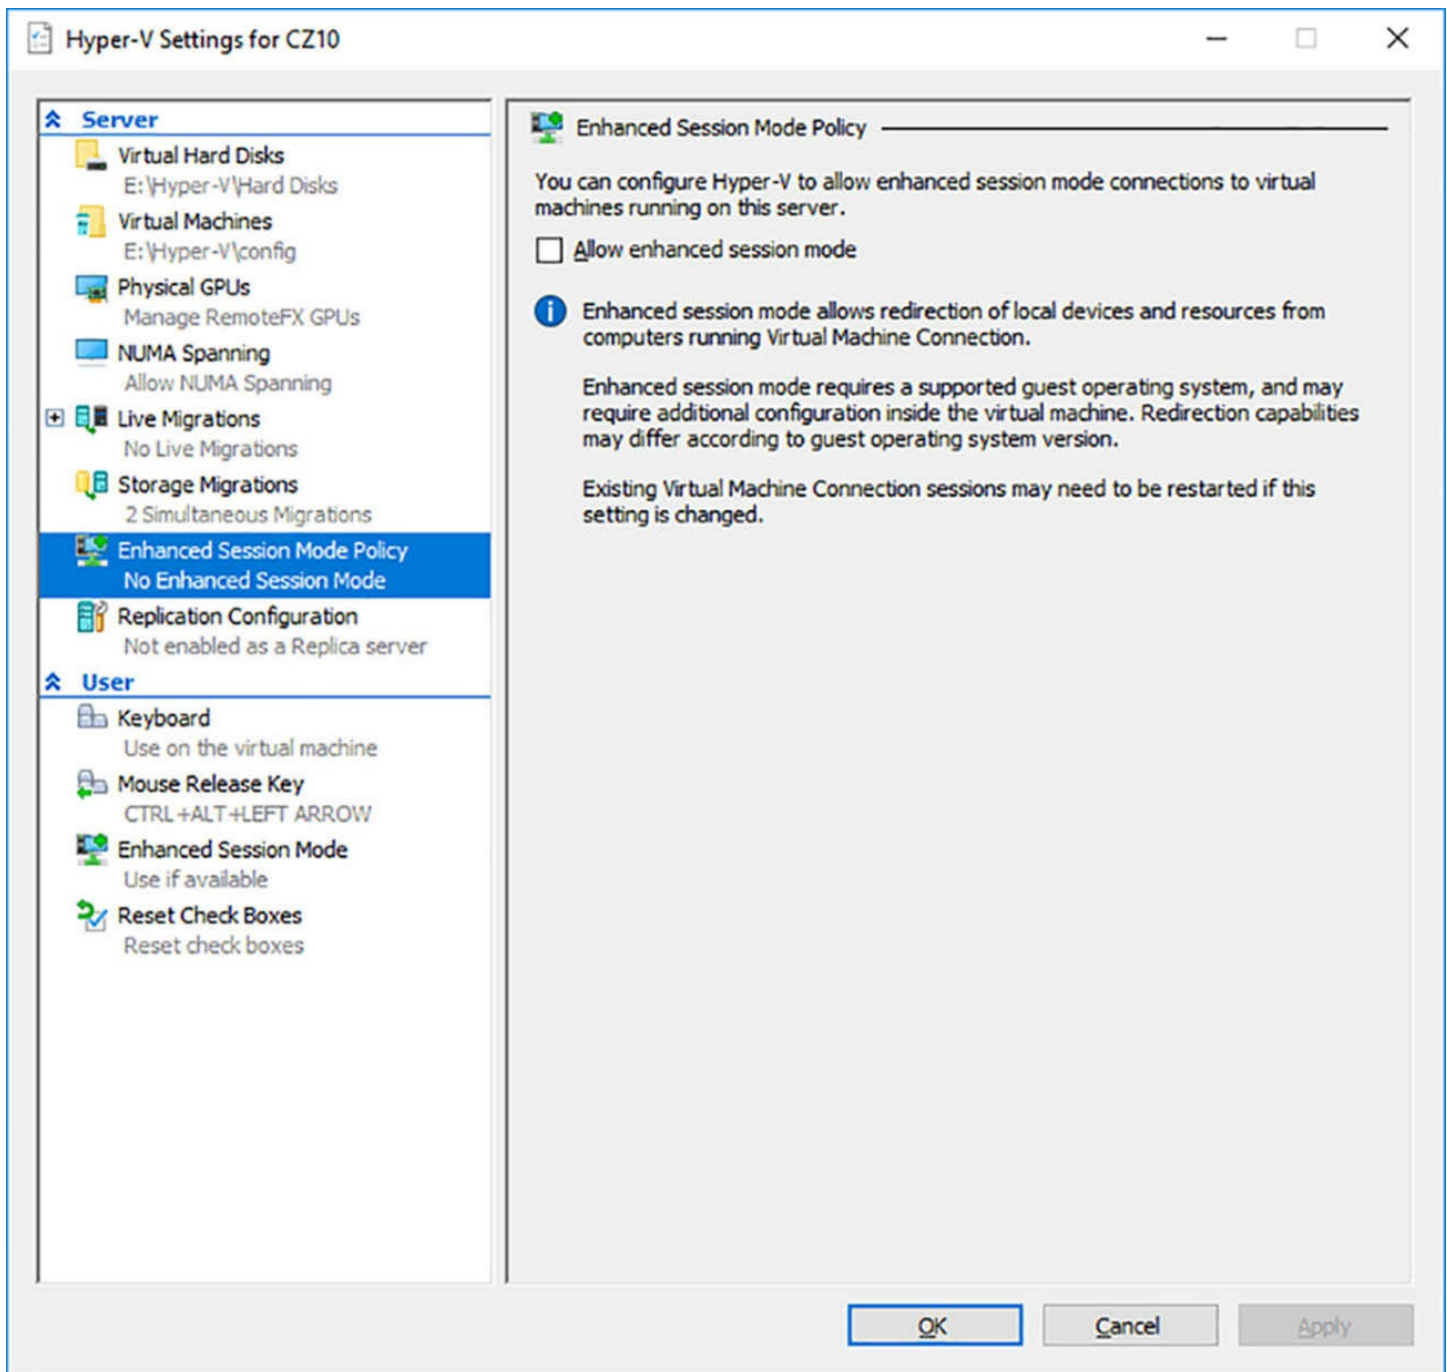 Hyper-V Settings for CZ10
Server
Virtual Hard Disks
E:\Hyper-V\Hard Disks
Virtual Machines
E:\Hyper-V\config
Physical GPUs
Manage RemoteFX GPUs
NUMA Spanning
Allow NUMA Spanning
Live Migrations
No Live Migrations
Storage Migrations
2 Simultaneous Migrations
Enhanced Session Mode Policy
No Enhanced Session Mode
Replication Configuration
Not enabled as a Replica server
User
Keyboard
Use on the virtual machine
Mouse Release Key
CTRL+ALT+LEFT ARROW
Enhanced Session Mode
Use if available
Reset Check Boxes
Reset check boxes
Enhanced Session Mode Policy
You can configure Hyper-V to allow enhanced session mode connections to virtual
machines running on this server.
Allow enhanced session mode
Enhanced session mode allows redirection of local devices and resources from
computers running Virtual Machine Connection.
Enhanced session mode requires a supported guest operating system, and may
require additional configuration inside the virtual machine. Redirection capabilities
may differ according to guest operating system version.
Existing Virtual Machine Connection sessions may need to be restarted if this
setting is changed.
OK
Cancel
Apply